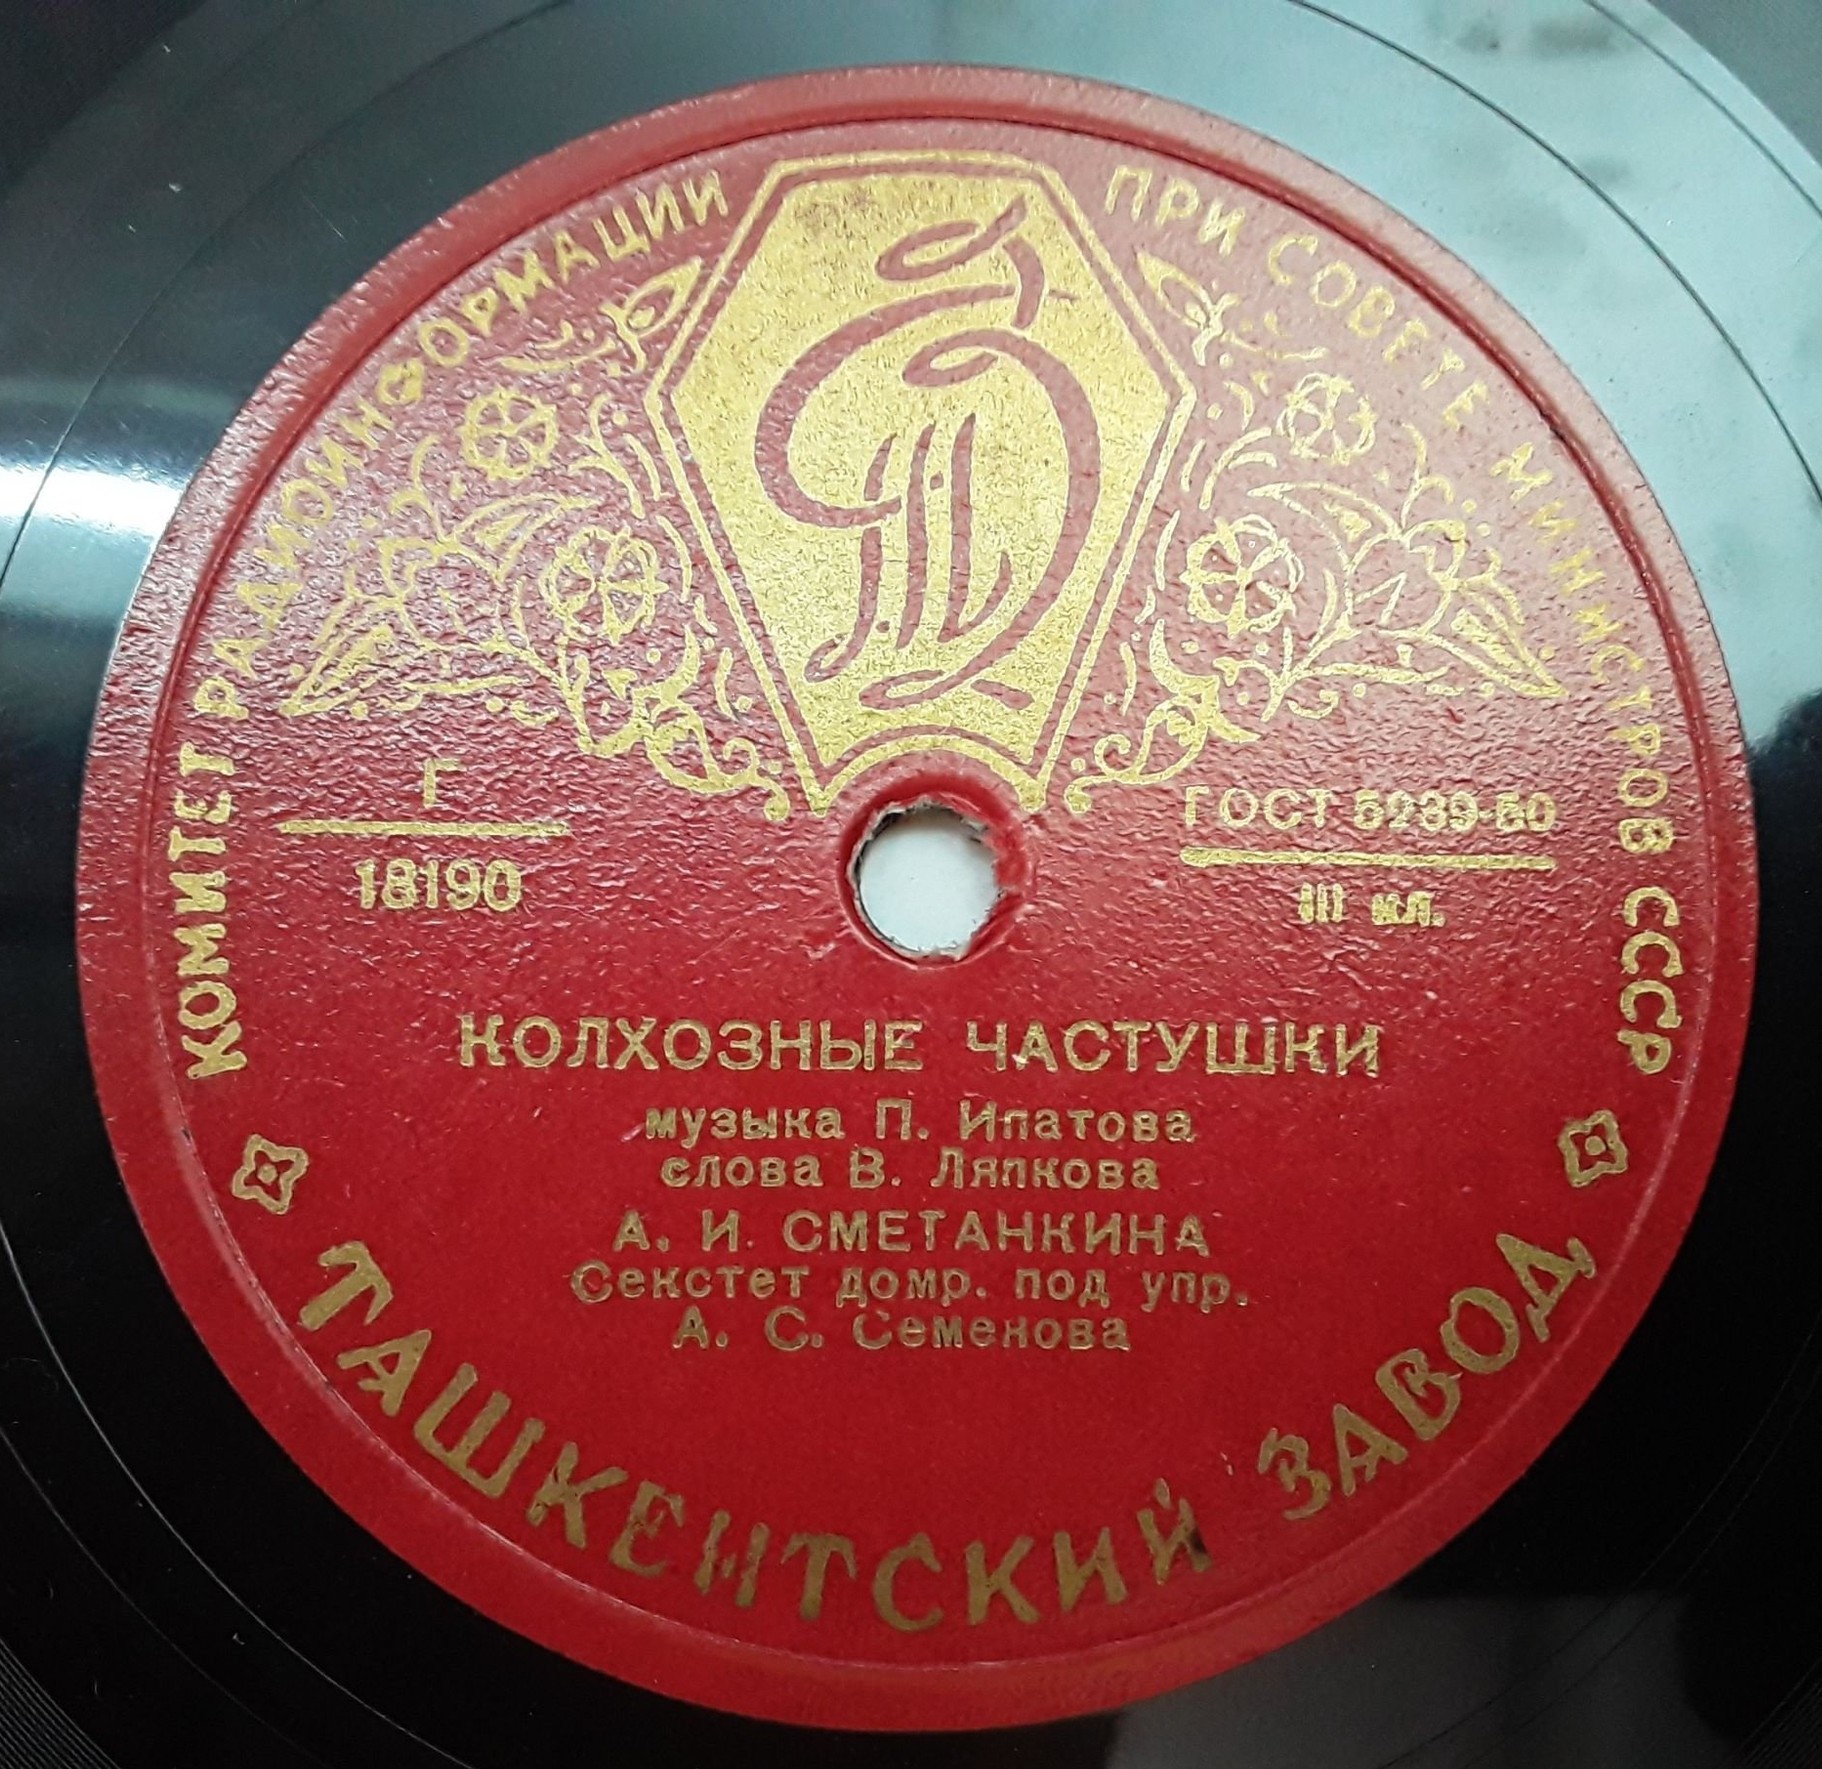 КОМИТЕТ РАДИОИНФОРМАЦИИ ПРИ СОВЕТЕ МИНИСТРОВ СССР
Г
18190
ГОСТ 5289-50
III кл.
КОЛХОЗНЫЕ ЧАСТУШКИ
музыка П. Ипатова
слова В. Ляпкова
А. И. СМЕТАНКИНА
Секстет домр. под упр.
А. С. Семенова
ТАШКЕНТСКИЙ ЗАВОД